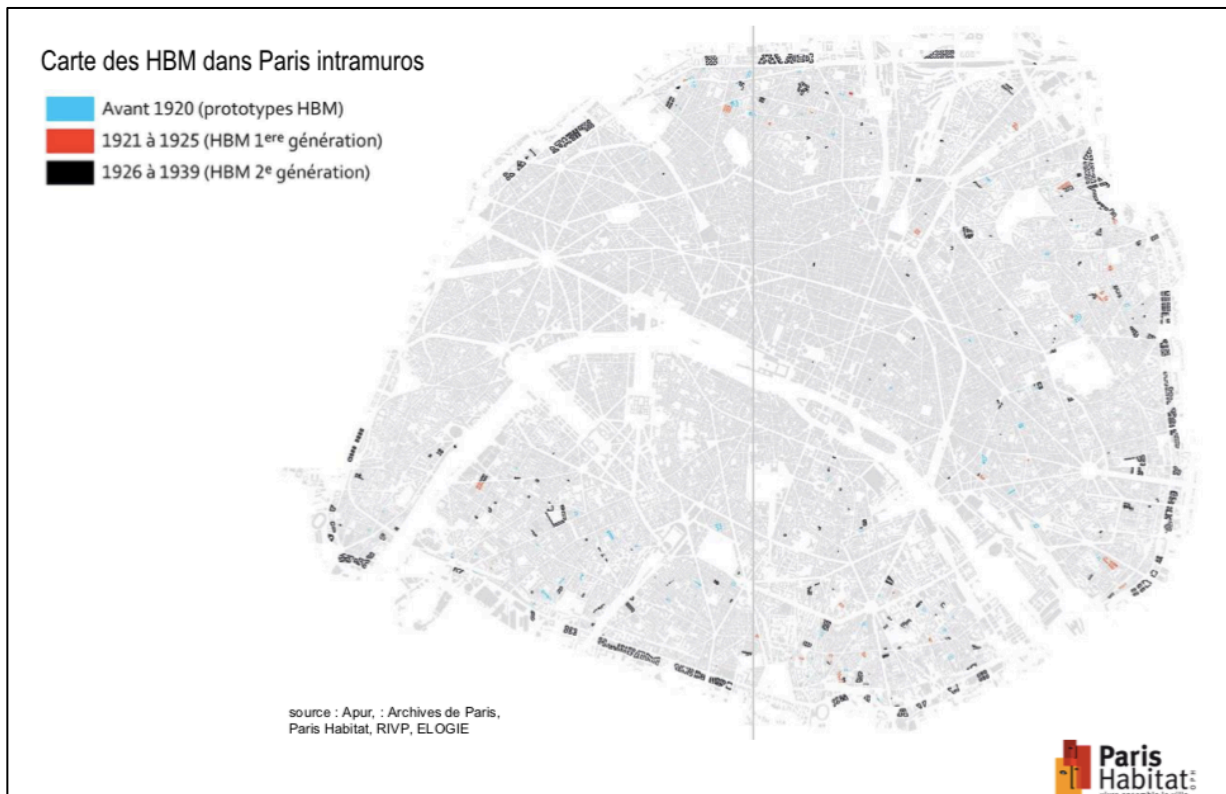 Carte des HBM dans Paris intramuros
Avant 1920 (prototypes HBM)
1921 à 1925 (HBM 1ere génération)
1926 à 1939 (HBM 2e génération)
source : Apur, : Archives de Paris,
Paris Habitat, RIVP, ELOGIE
Paris
Habitat